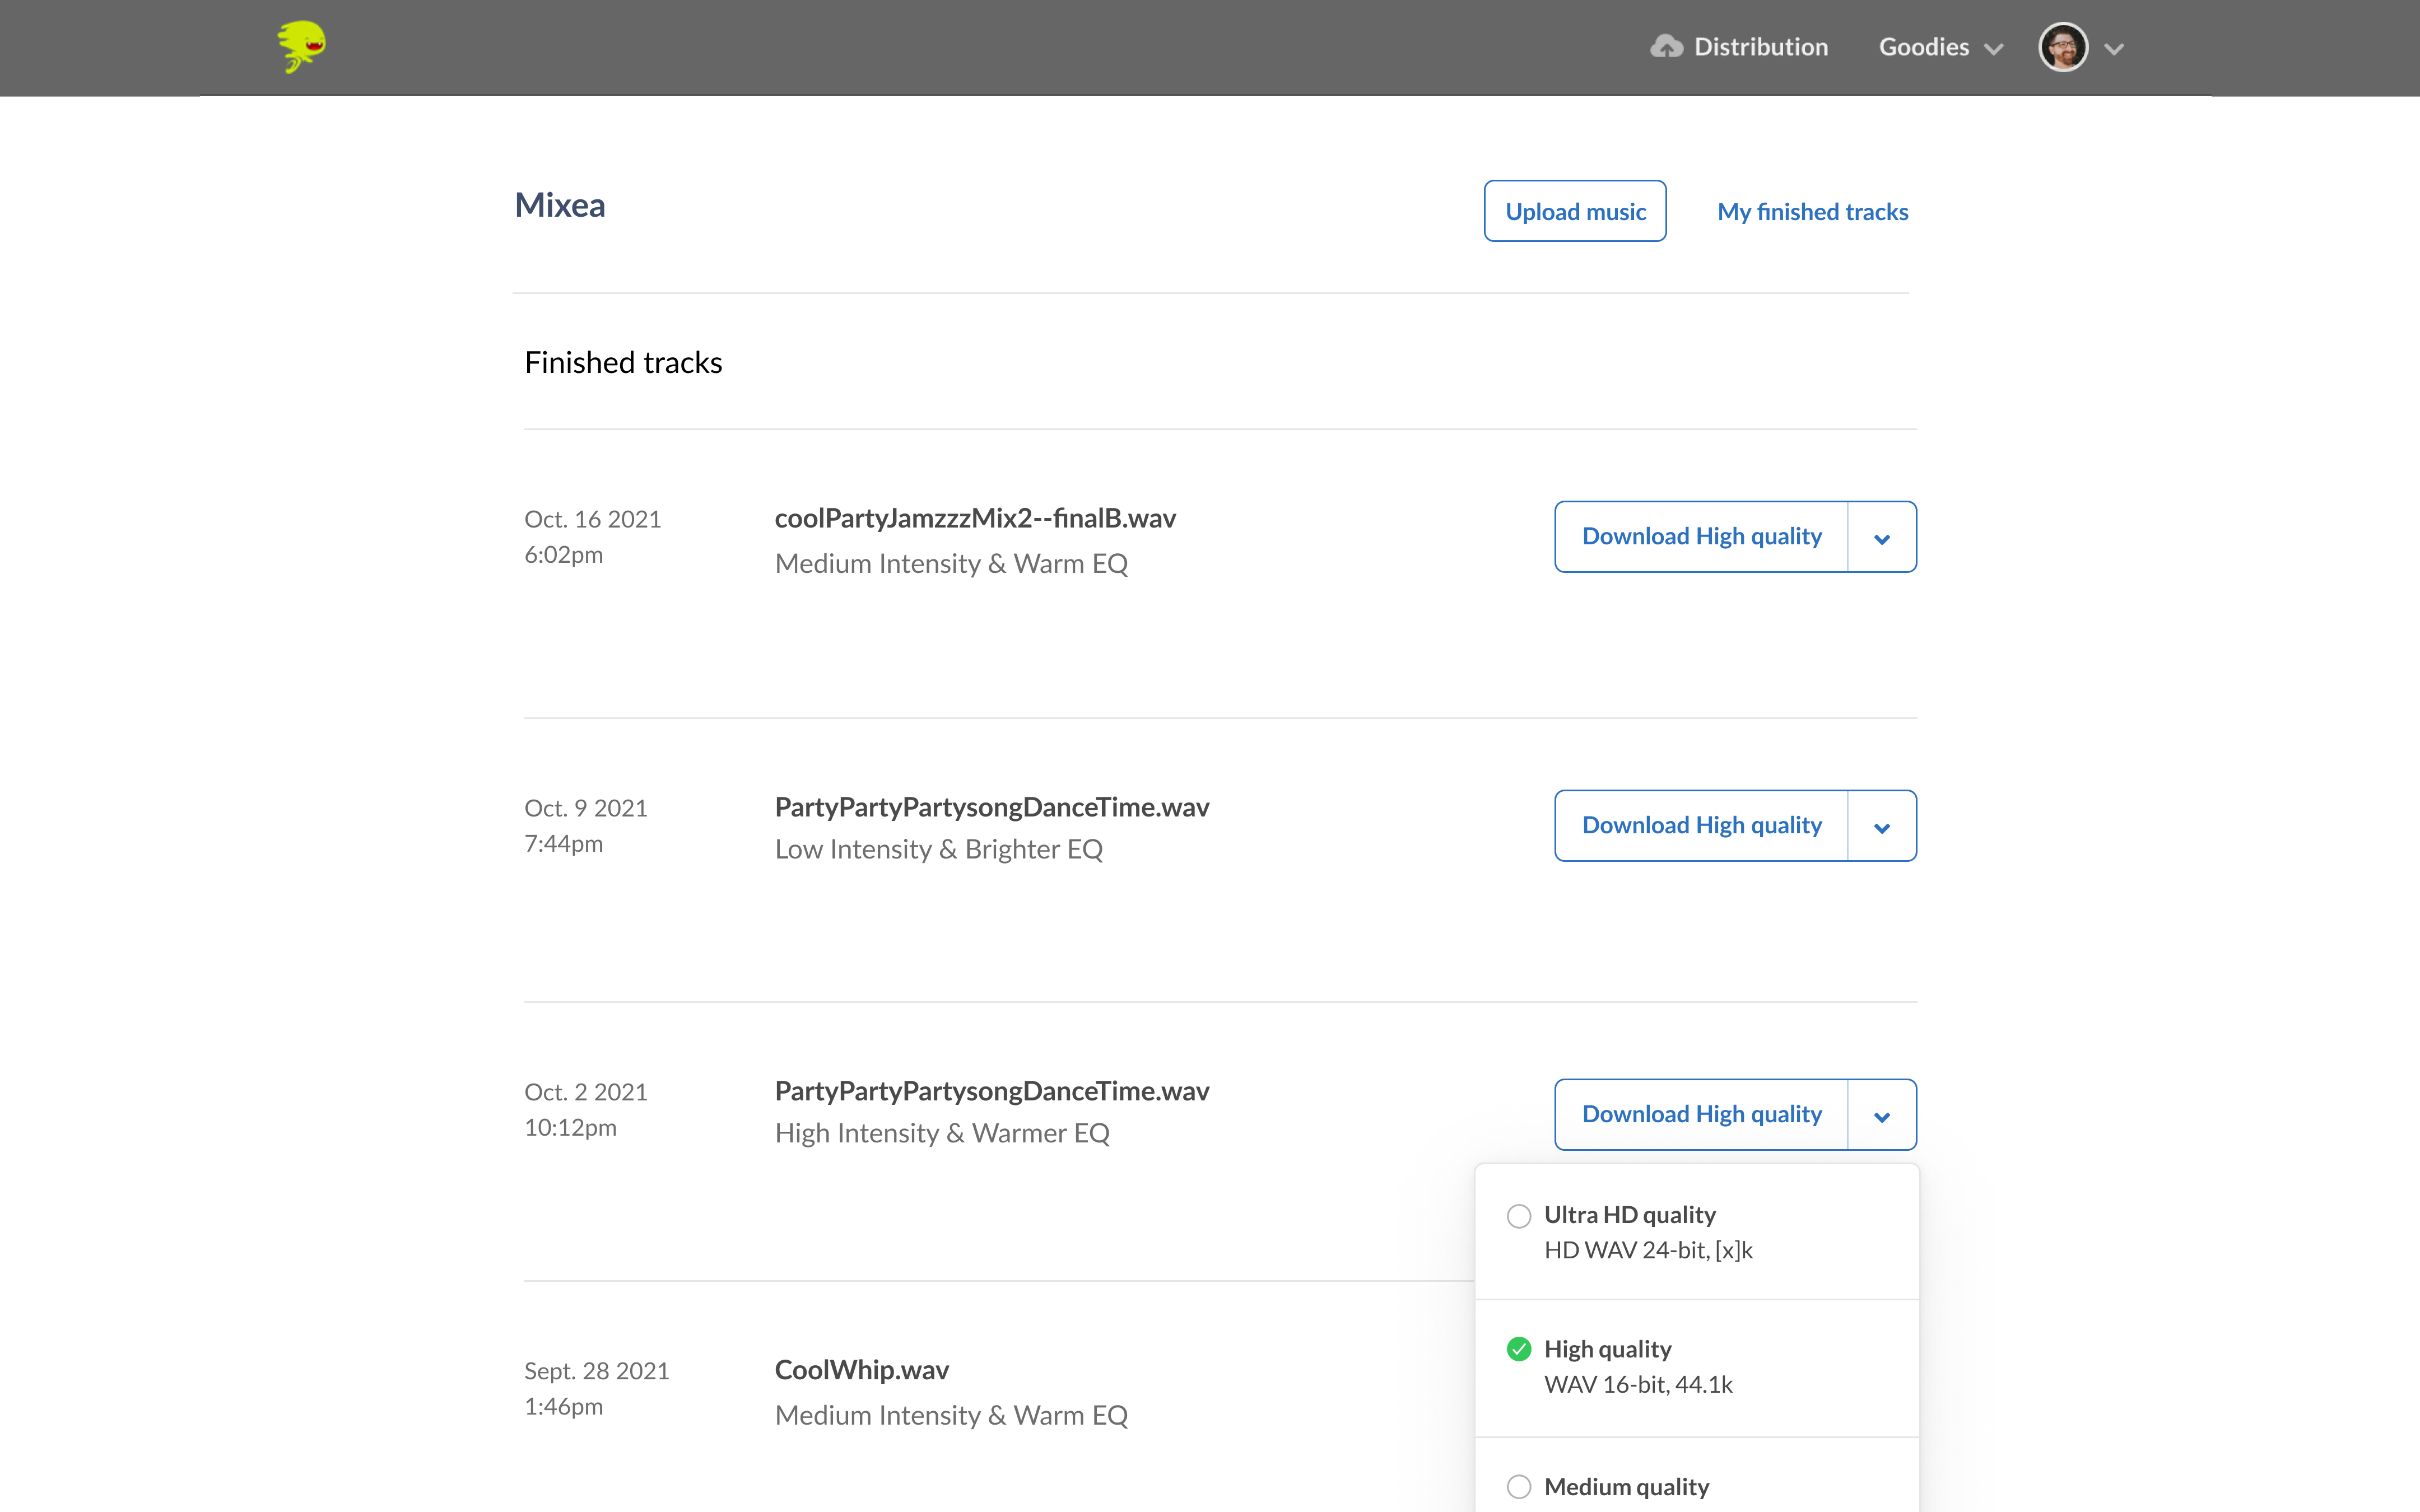 Distribution
Goodies
Mixea
Upload music
My finished tracks
Finished tracks
Oct. 16 2021
6:02pm
coolPartyJamzzzMix2--finalB.wav
Medium Intensity & Warm EQ
Download High quality
Oct. 9 2021
7:44pm
PartyPartyPartysongDanceTime.wav
Low Intensity & Brighter EQ
Download High quality
Oct. 2 2021
10:12pm
PartyPartyPartysongDanceTime.wav
High Intensity & Warmer EQ
Download High quality
Ultra HD quality
HD WAV 24-bit, [x]k
High quality
WAV 16-bit, 44.1k
Medium quality
Sept. 28 2021
1:46pm
CoolWhip.wav
Medium Intensity & Warm EQ